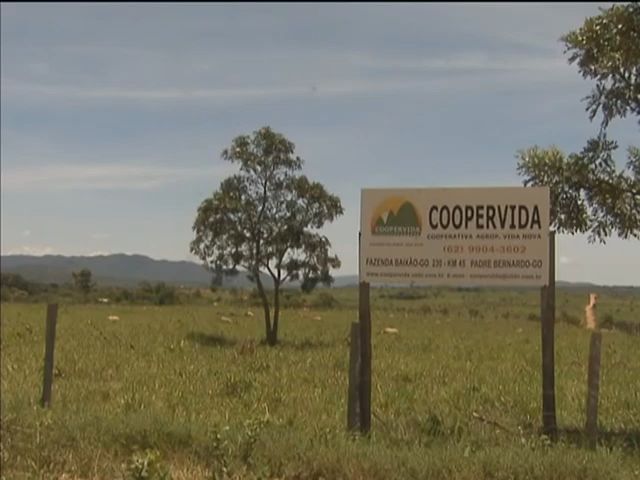 COOPERVIDA
COOPERVIDA
COOPERATIVA AGROP. VIDA NOVA
(62) 9904-3602
FAZENDA BAIXÃO-GO 230 - KM 45 PADRE BERNARDO-GO